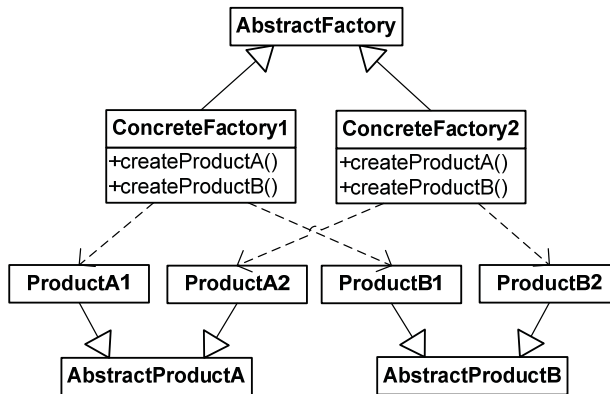 AbstractFactory
ConcreteFactory1
+createProductA()
+createProductB()
ConcreteFactory2
+createProductA()
+createProductB()
ProductA1
ProductA2
ProductB1
ProductB2
AbstractProductA
AbstractProductB